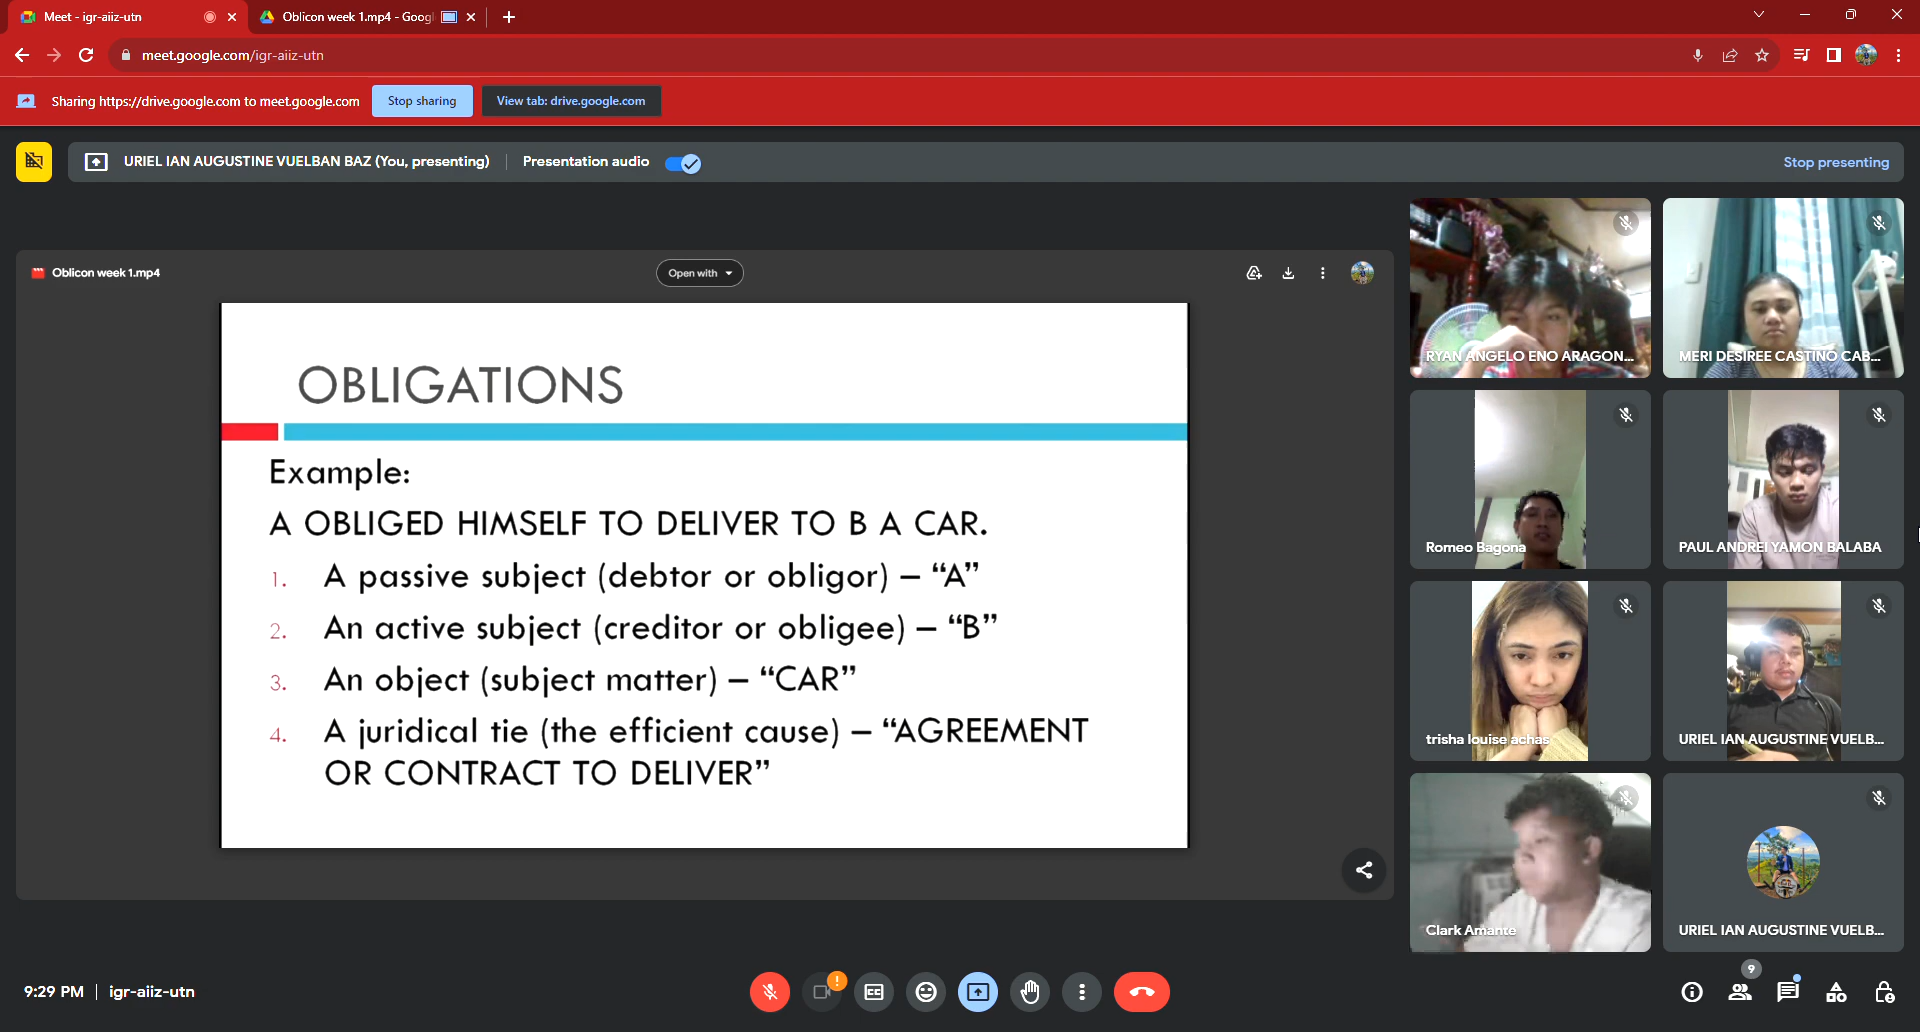 Meet - igr-aiiz-utn
Oblicon week 1.mp4 - Googl
meet.google.com/igr-aiiz-utn
Sharing https://drive.google.com to meet.google.com
Stop sharing
View tab: drive.google.com
URIEL IAN AUGUSTINE VUELBAN BAZ (You, presenting)
Presentation audio
Stop presenting
Oblicon week 1.mp4
Open with
OBLIGATIONS
Example:
A OBLIGED HIMSELF TO DELIVER TO B A CAR.
1. A passive subject (debtor or obligor) – “A”
2. An active subject (creditor or obligee) – “B”
3. An object (subject matter) – “CAR”
4. A juridical tie (the efficient cause) – “AGREEMENT
OR CONTRACT TO DELIVER”
RYAN ANGELO ENO ARAGON...
MERI DESIREE CASTINO CAB...
Romeo Bagona
PAUL ANDREI YAMON BALABA
trisha louise achas
URIEL IAN AUGUSTINE VUELB...
Clark Amante
URIEL IAN AUGUSTINE VUELB...
9:29 PM | igr-aiiz-utn
CC
9